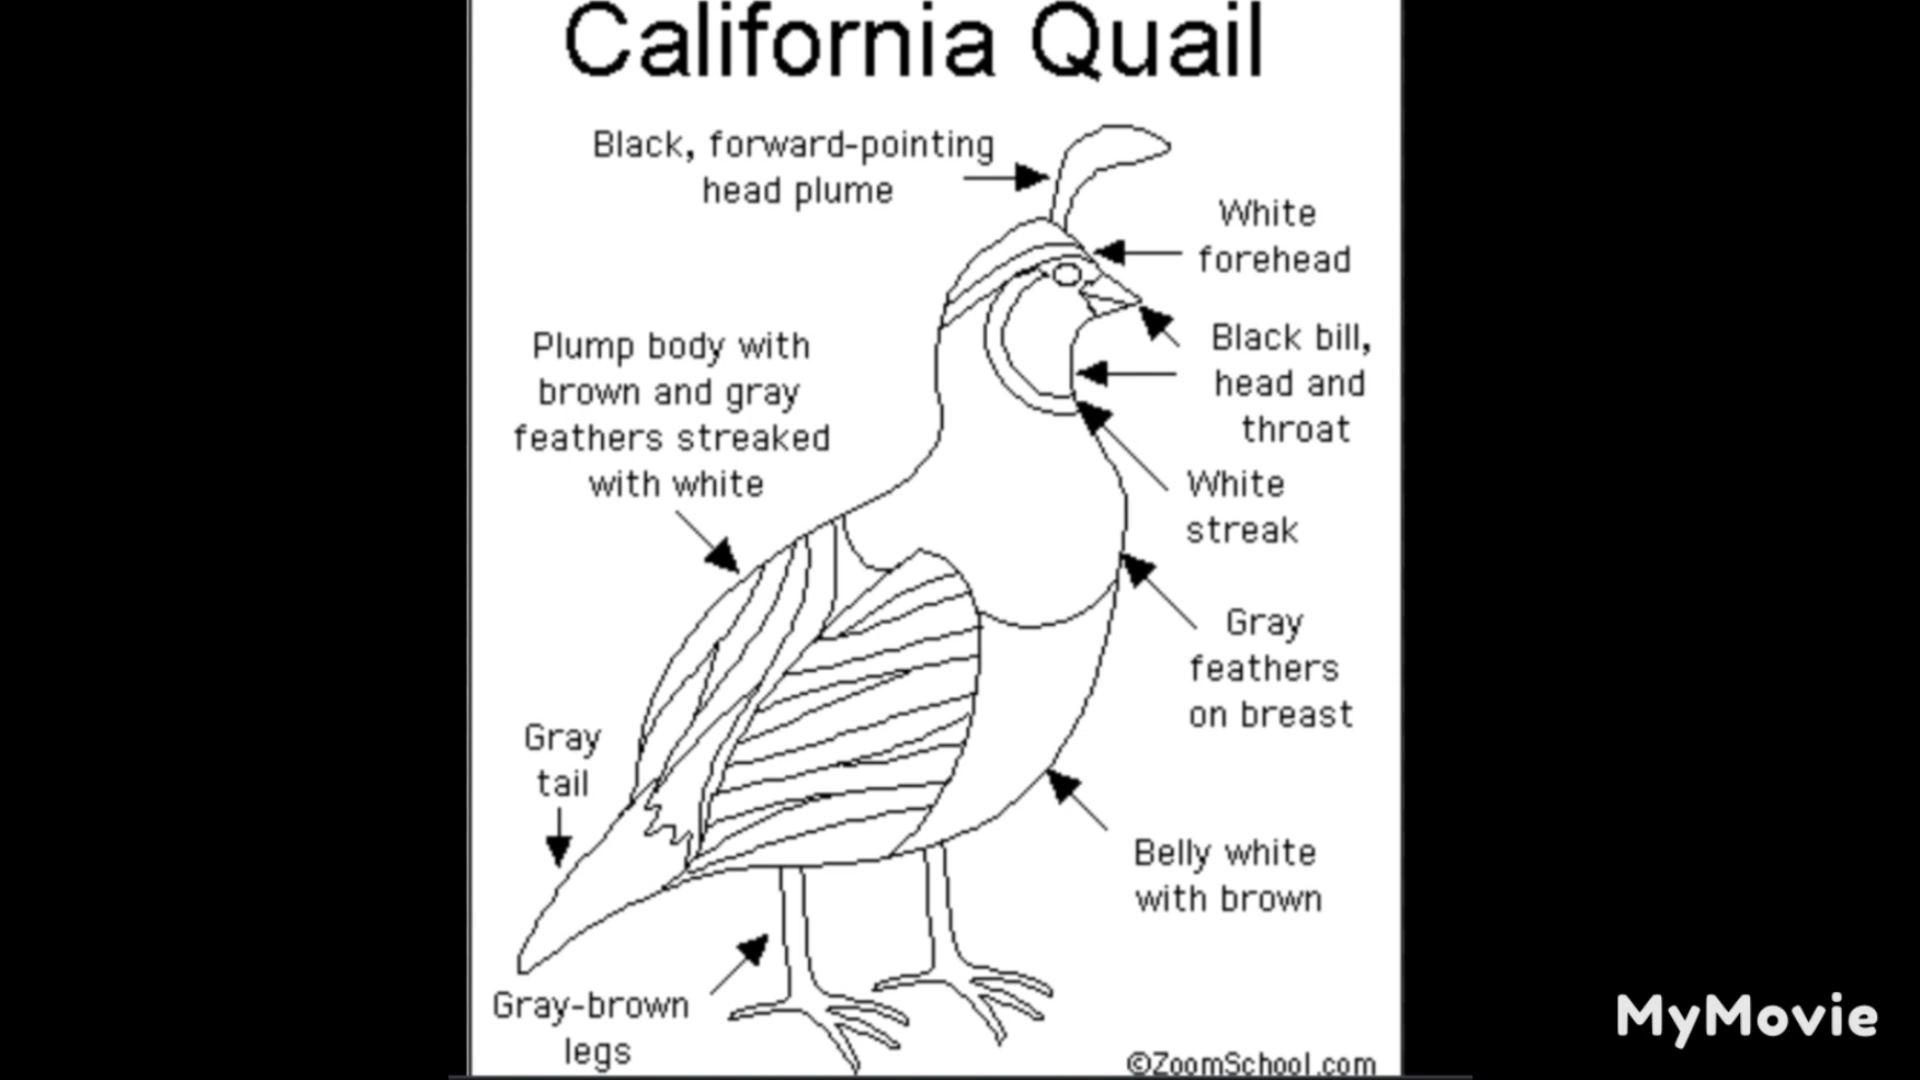 California Quail
Black, forward-pointing
head plume
White
forehead
Plump body with
brown and gray
feathers streaked
with white
Black bill,
head and
throat
White
streak
Gray
feathers
on breast
Gray
tail
Belly white
with brown
Gray-brown
legs
©ZoomSchool.com
MyMovie